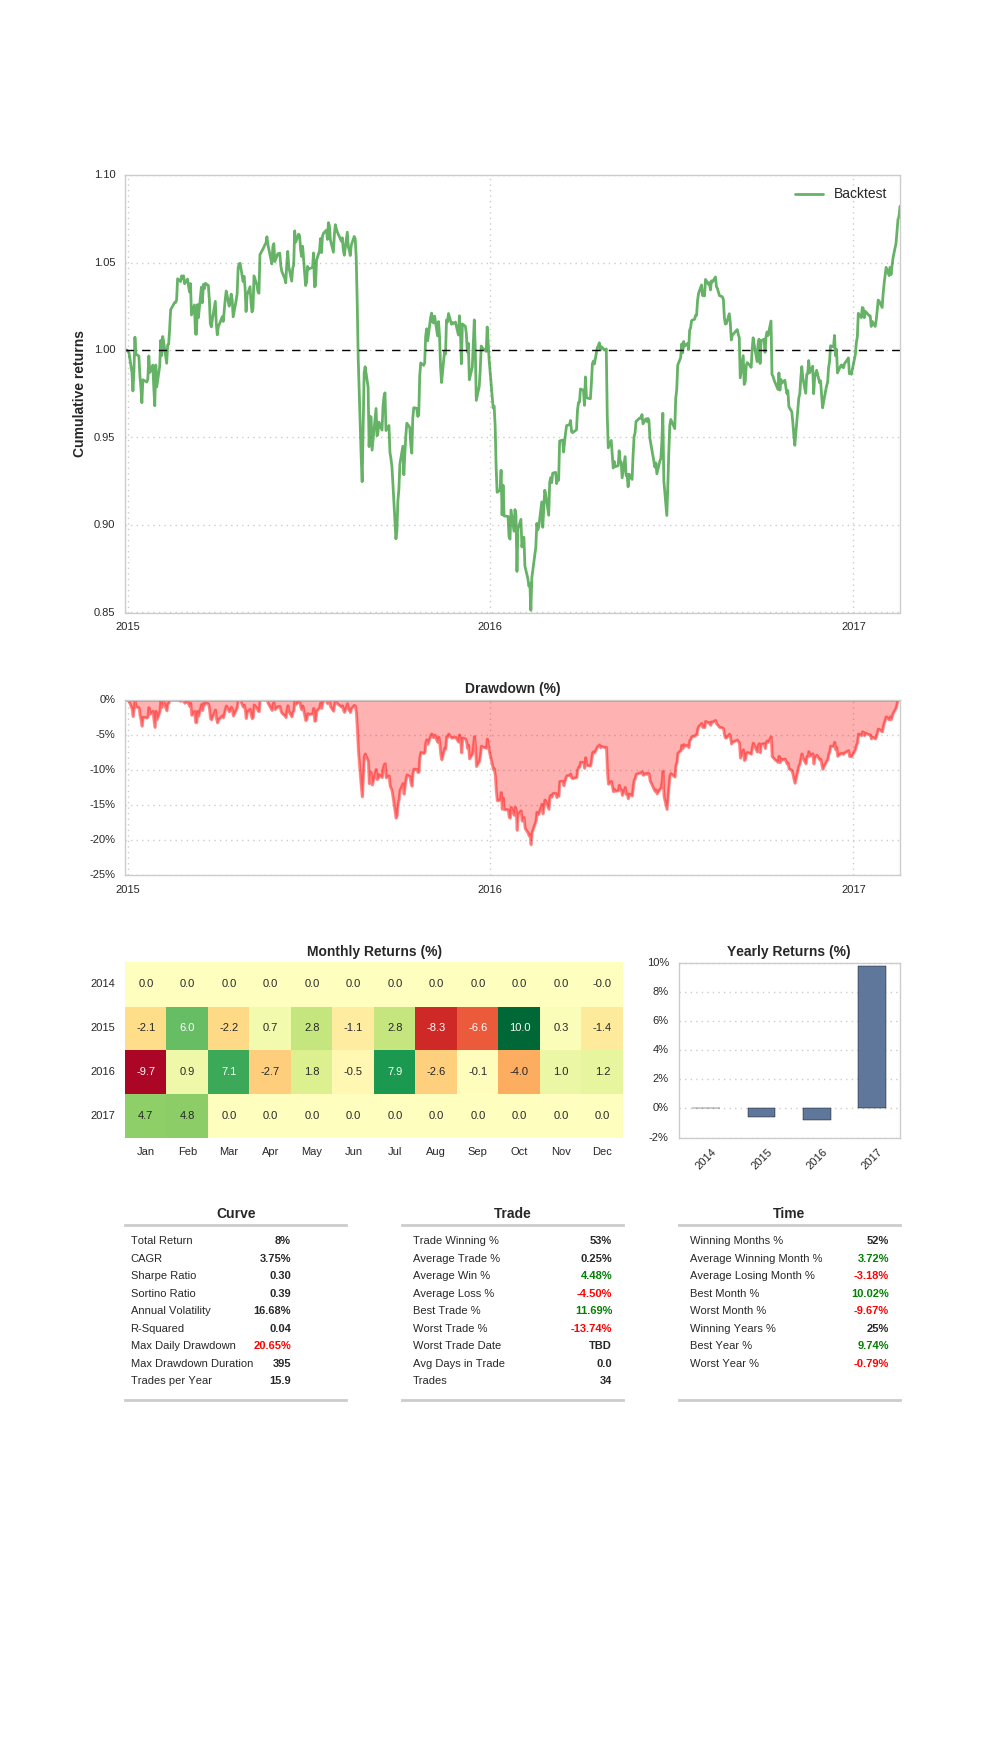 1.10
Backtest
1.05
1.00
0.95
0.90
0.85
Cumulative returns
2015 2016 2017
Drawdown (%)
0%
-5%
-10%
-15%
-20%
-25%
2015 2016 2017
Monthly Returns (%)
2014 0.0 0.0 0.0 0.0 0.0 0.0 0.0 0.0 0.0 0.0 0.0 -0.0
2015 -2.1 6.0 -2.2 0.7 2.8 -1.1 2.8 -8.3 -6.6 10.0 0.3 -1.4
2016 -9.7 0.9 7.1 -2.7 1.8 -0.5 7.9 -2.6 -0.1 -4.0 1.0 1.2
2017 4.7 4.8 0.0 0.0 0.0 0.0 0.0 0.0 0.0 0.0 0.0 0.0
Jan Feb Mar Apr May Jun Jul Aug Sep Oct Nov Dec
Yearly Returns (%)
10%
8%
6%
4%
2%
0%
-2%
2014 2015 2016 2017
Curve
Total Return 8%
CAGR 3.75%
Sharpe Ratio 0.30
Sortino Ratio 0.39
Annual Volatility 16.68%
R-Squared 0.04
Max Daily Drawdown 20.65%
Max Drawdown Duration 395
Trades per Year 15.9
Trade
Trade Winning % 53%
Average Trade % 0.25%
Average Win % 4.48%
Average Loss % -4.50%
Best Trade % 11.69%
Worst Trade % -13.74%
Worst Trade Date TBD
Avg Days in Trade 0.0
Trades 34
Time
Winning Months % 52%
Average Winning Month % 3.72%
Average Losing Month % -3.18%
Best Month % 10.02%
Worst Month % -9.67%
Winning Years % 25%
Best Year % 9.74%
Worst Year % -0.79%